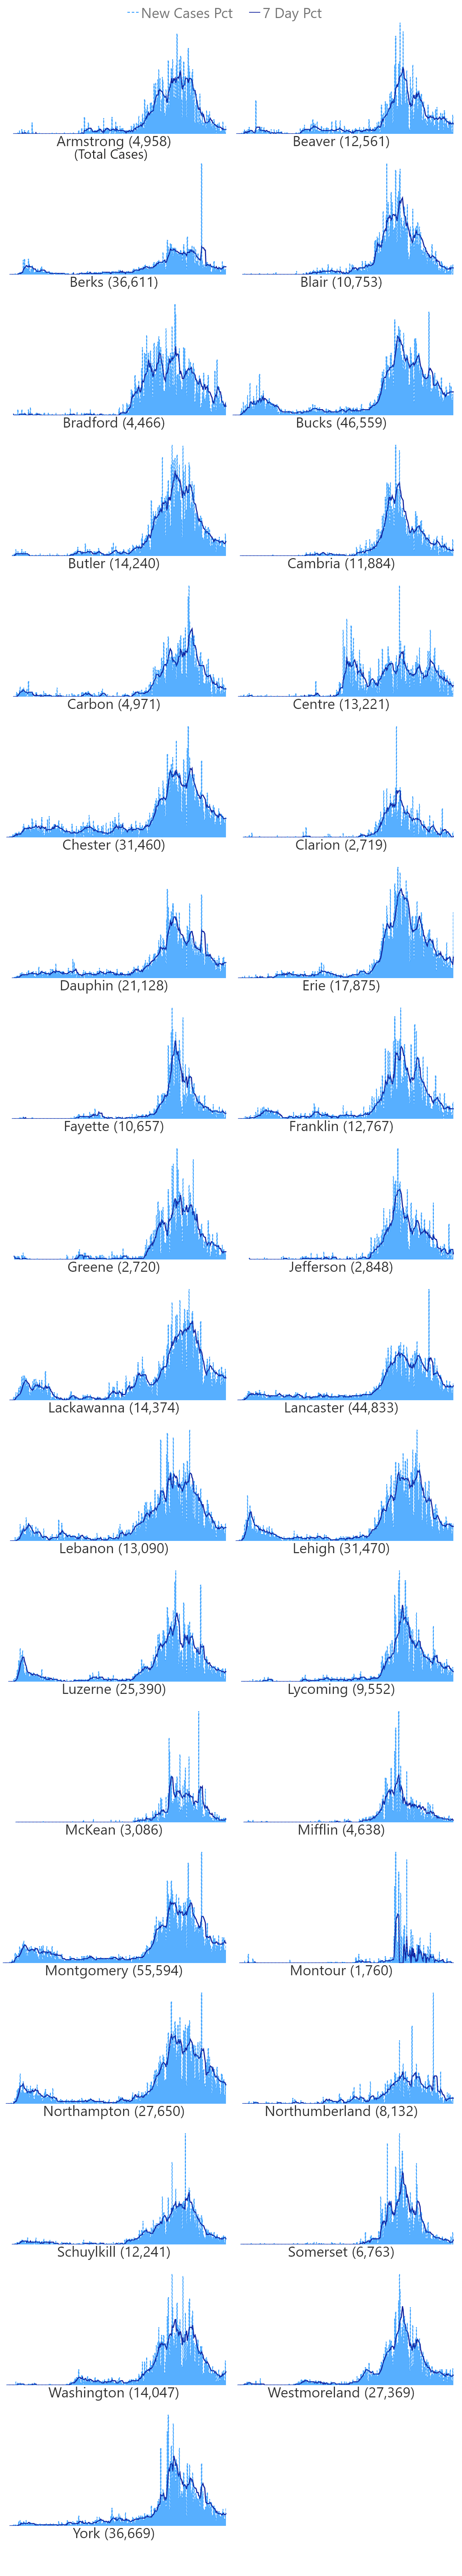 New Cases Pct 7 Day Pct
Armstrong (4,958) Beaver (12,561)
(Total Cases)
Berks (36,611) Blair (10,753)
Bradford (4,466) Bucks (46,559)
Butler (14,240) Cambria (11,884)
Carbon (4,971) Centre (13,221)
Chester (31,460) Clarion (2,719)
Dauphin (21,128) Erie (17,875)
Fayette (10,657) Franklin (12,767)
Greene (2,720) Jefferson (2,848)
Lackawanna (14,374) Lancaster (44,833)
Lebanon (13,090) Lehigh (31,470)
Luzerne (25,390) Lycoming (9,552)
McKean (3,086) Mifflin (4,638)
Montgomery (55,594) Montour (1,760)
Northampton (27,650) Northumberland (8,132)
Schuylkill (12,241) Somerset (6,763)
Washington (14,047) Westmoreland (27,369)
York (36,669)